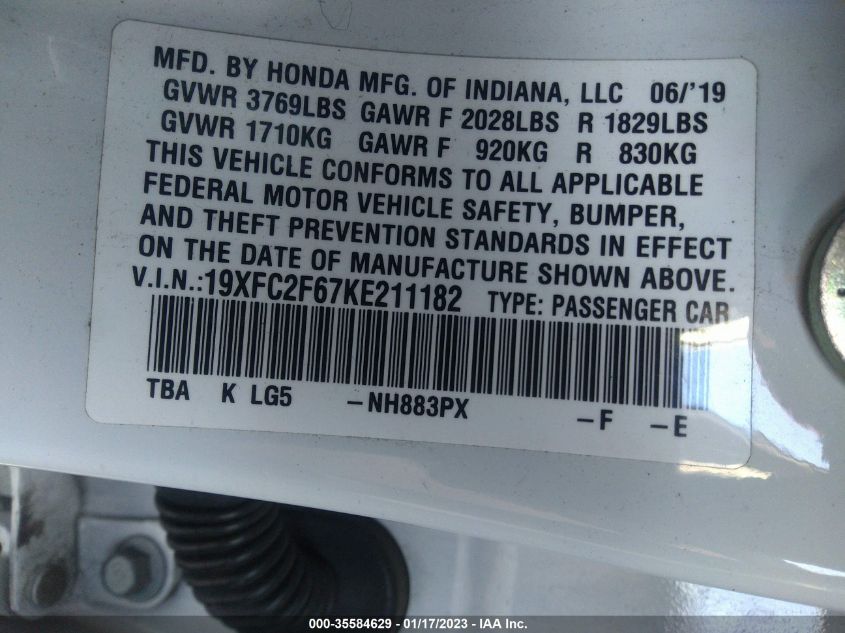 MFD. BY HONDA MFG. OF INDIANA, LLC 06/'19
GVWR 3769LBS GAWR F 2028LBS R 1829LBS
GVWR 1710KG GAWR F 920KG R 830KG
THIS VEHICLE CONFORMS TO ALL APPLICABLE
FEDERAL MOTOR VEHICLE SAFETY, BUMPER,
AND THEFT PREVENTION STANDARDS IN EFFECT
ON THE DATE OF MANUFACTURE SHOWN ABOVE.
V.I.N.:19XFC2F67KE211182 TYPE: PASSENGER CAR
TBA K LG5 -NH883PX -F -E
000-35584629 - 01/17/2023 - IAA Inc.